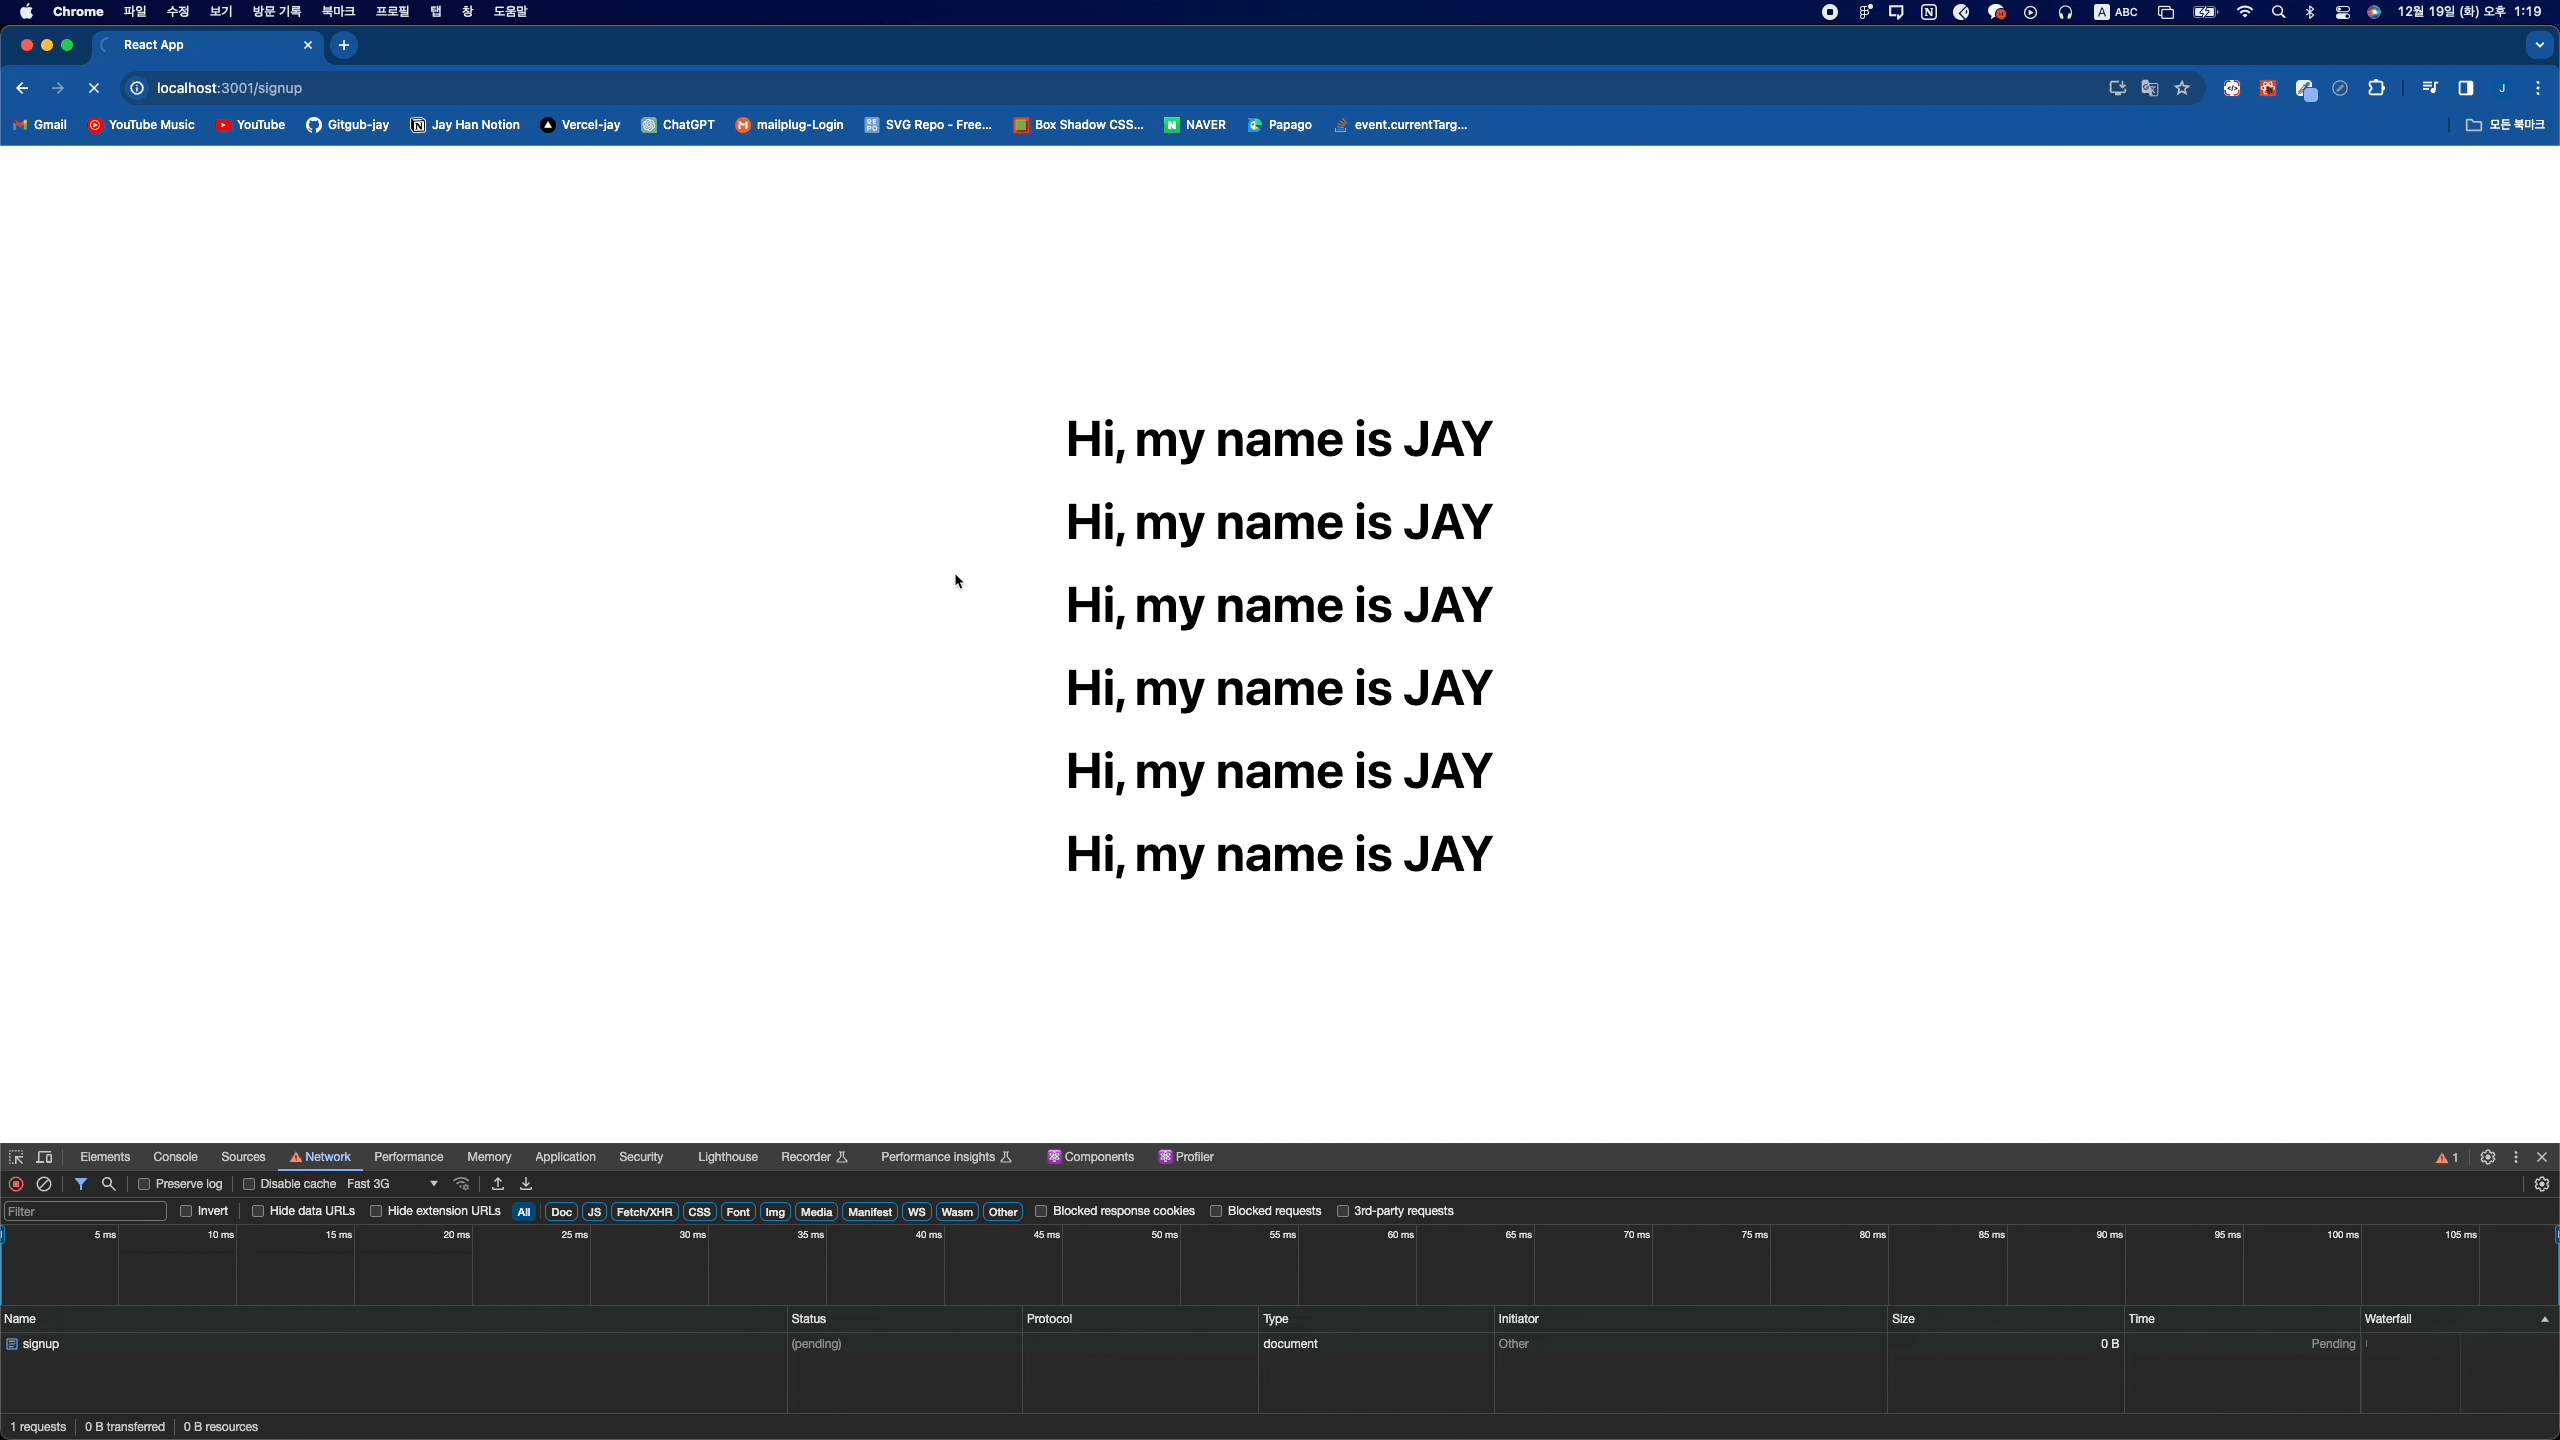 Chrome 파일 수정 보기 방문 기록 북마크 프로필 탭 창 도움말 A ABC 12월 19일 (화) 오후 1:19
React App
localhost:3001/signup J
Gmail YouTube Music YouTube Gitgub-jay Jay Han Notion Vercel-jay ChatGPT mailplug-Login SVG Repo - Free... Box Shadow CSS... NAVER Papago event.currentTarg... 모든 북마크
Hi, my name is JAY
Hi, my name is JAY
Hi, my name is JAY
Hi, my name is JAY
Hi, my name is JAY
Hi, my name is JAY
Elements Console Sources Network Performance Memory Application Security Lighthouse Recorder Performance insights Components Profiler 1
Preserve log Disable cache Fast 3G
Filter Invert Hide data URLs Hide extension URLs All Doc JS Fetch/XHR CSS Font Img Media Manifest WS Wasm Other Blocked response cookies Blocked requests 3rd-party requests
5 ms 10 ms 15 ms 20 ms 25 ms 30 ms 35 ms 40 ms 45 ms 50 ms 55 ms 60 ms 65 ms 70 ms 75 ms 80 ms 85 ms 90 ms 95 ms 100 ms 105 ms
Name Status Protocol Type Initiator Size Time Waterfall
signup (pending) document Other 0 B Pending
1 requests 0 B transferred 0 B resources